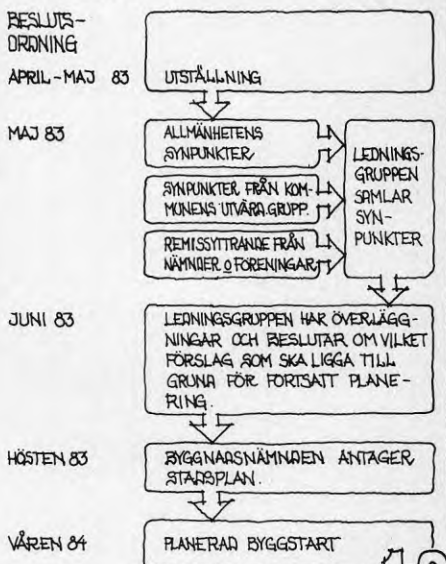 BESLUTS-
ORDNING
APRIL-MAJ 83
UTSTÄLLNING
MAJ 83
ALLMÄNHETENS
SYNPUNKTER
SYNPUNKTER FRÅN KOM-
MUNENS UTVÄRD.GRUPP.
REMISSYTTRANDE FRÅN
NÄMNDER O FÖRENINGAR
LEDNINGS-
GRUPPEN
SAMLAR
SYN-
PUNKTER
JUNI 83
LEDNINGSGRUPPEN HAR ÖVERLÄGG-
NINGAR OCH BESLUTAR OM VILKET
FÖRSLAG SOM SKA LIGGA TILL
GRUND FÖR FORTSATT PLANE-
RING.
HÖSTEN 83
BYGGNADSNÄMNDEN ANTAGER
STADSPLAN.
VÅREN 84
PLANERAD BYGGSTART